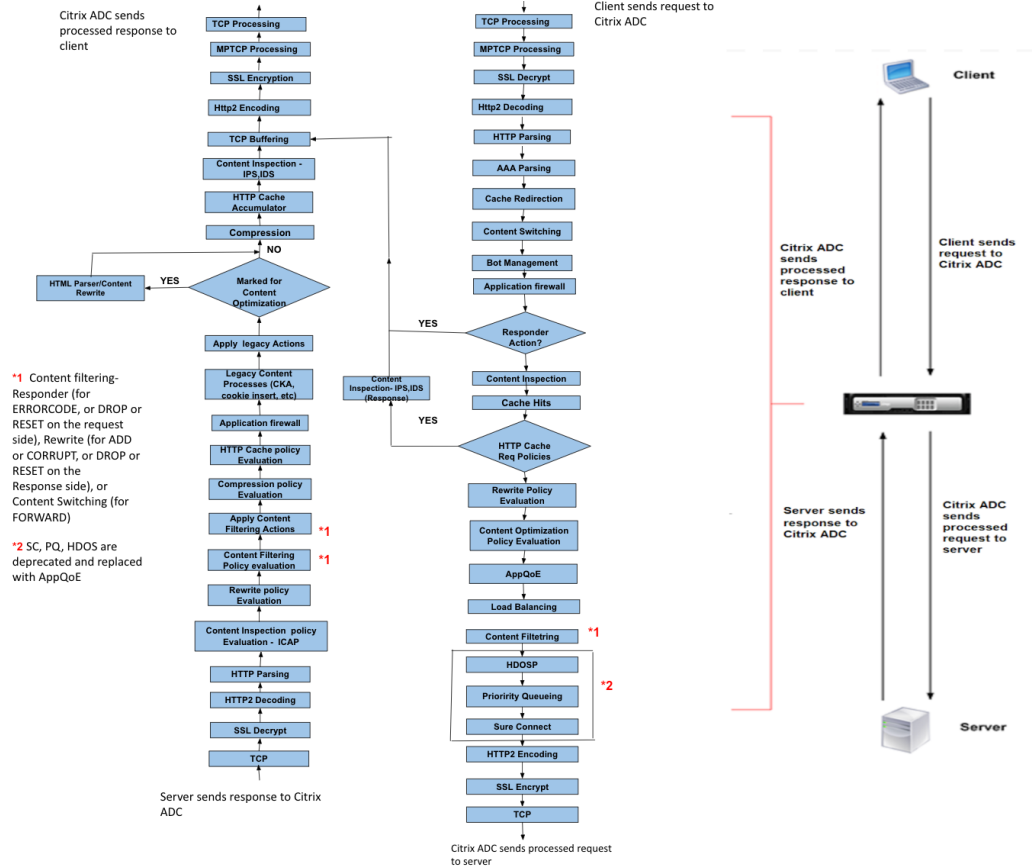 Citrix ADC sends
processed response to
client
TCP Processing
MPTCP Processing
SSL Encryption
Http2 Encoding
TCP Buffering
Content Inspection -
IPS,IDS
HTTP Cache
Accumulator
Compression
NO
HTML Parser/Content
Rewrite
YES
Marked for
Content
Optimization
Apply legacy Actions
Legacy Content
Processes (CKA,
cookie insert, etc)
Application firewall
HTTP Cache policy
Evaluation
Compression policy
Evaluation
Apply Content
Filtering Actions
*1
Content Filtering
Policy evaluation
*1
Rewrite policy
Evaluation
Content Inspection policy
Evaluation - ICAP
HTTP Parsing
HTTP2 Decoding
SSL Decrypt
TCP
Server sends response to Citrix
ADC
*1 Content filtering-
Responder (for
ERRORCODE, or DROP or
RESET on the request
side), Rewrite (for ADD
or CORRUPT, or DROP or
RESET on the
Response side), or
Content Switching (for
FORWARD)
*2 SC, PQ, HDOS are
deprecated and replaced
with AppQoE
Client sends request to
Citrix ADC
TCP Processing
MPTCP Processing
SSL Decrypt
Http2 Decoding
HTTP Parsing
AAA Parsing
Cache Redirection
Content Switching
Bot Management
Application firewall
YES
Responder
Action?
Content
Inspection- IPS,IDS
(Response)
Content Inspection
Cache Hits
YES
HTTP Cache
Req Policies
Rewrite Policy
Evaluation
Content Optimization
Policy Evaluation
AppQoE
Load Balancing
Content Filtetring
*1
HDOSP
Prioririty Queueing
Sure Connect
*2
HTTP2 Encoding
SSL Encrypt
TCP
Citrix ADC sends processed request
to server
Client
Citrix ADC
sends
processed
response to
client
Client sends
request to
Citrix ADC
Server sends
response to
Citrix ADC
Citrix ADC
sends
processed
request to
server
Server